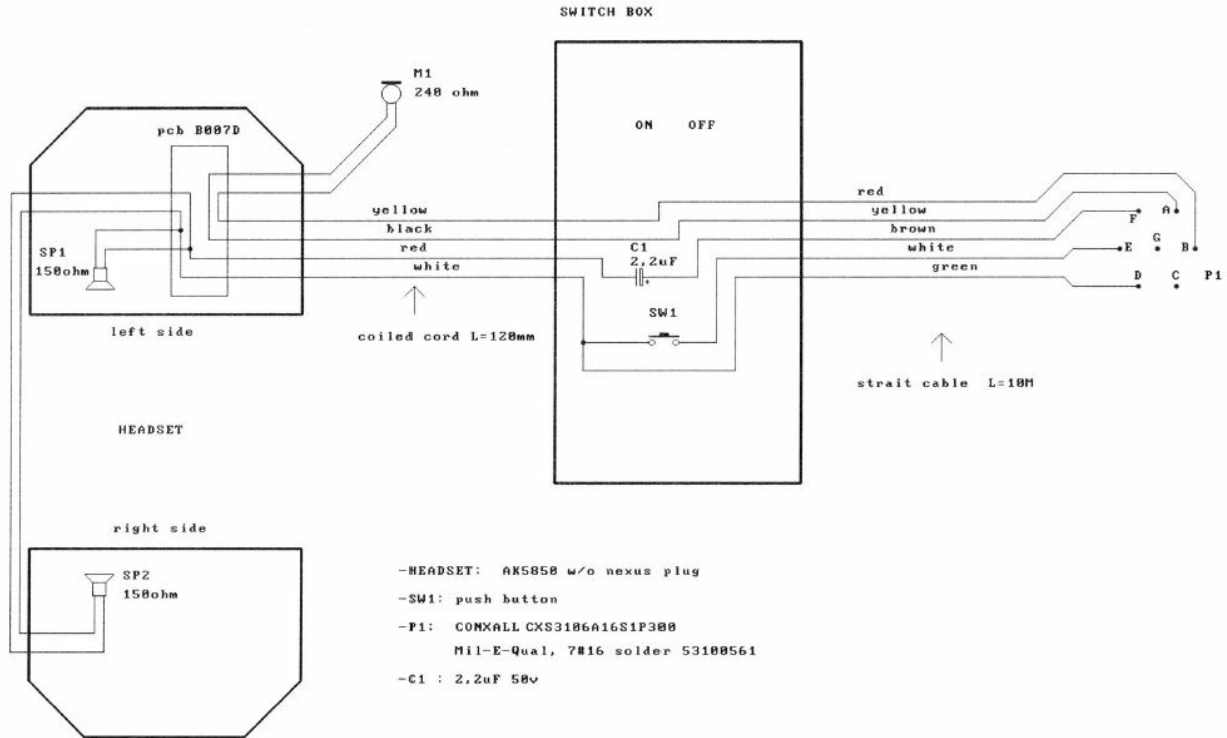 SWITCH BOX
M1
240 ohm
pcb B007D
ON OFF
red
yellow
yellow
F
A
black
brown
G
SP1
red
C1
white
E
B
150ohm
white
2,2uF
green
+
D
C
P1
SW1
left side
coiled cord L=120mm
strait cable L=10M
HEADSET
right side
SP2
150ohm
-HEADSET: AK5850 w/o nexus plug
-SW1: push button
-P1: CONXALL CXS3106A16S1P300
Mil-E-Qual, 7#16 solder 53100561
-C1 : 2,2uF 50v